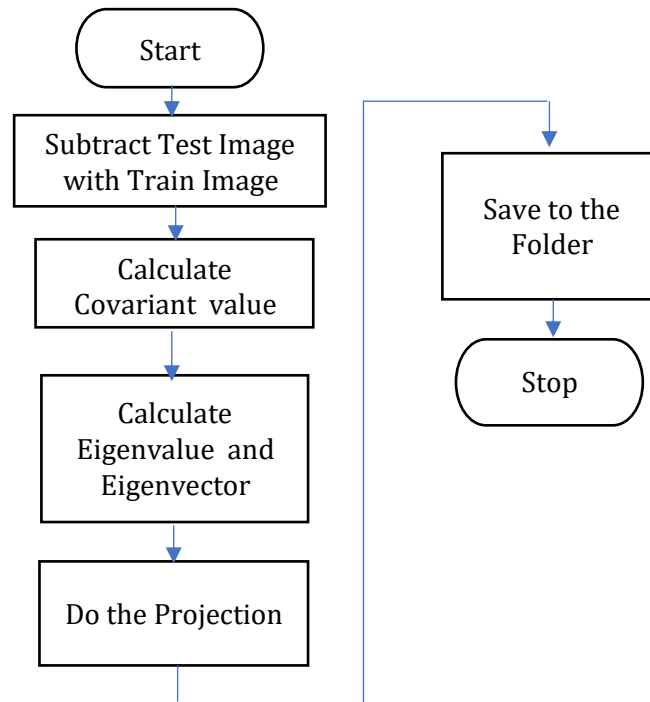 Start
Subtract Test Image
with Train Image
Calculate
Covariant value
Calculate
Eigenvalue and
Eigenvector
Do the Projection
Save to the
Folder
Stop